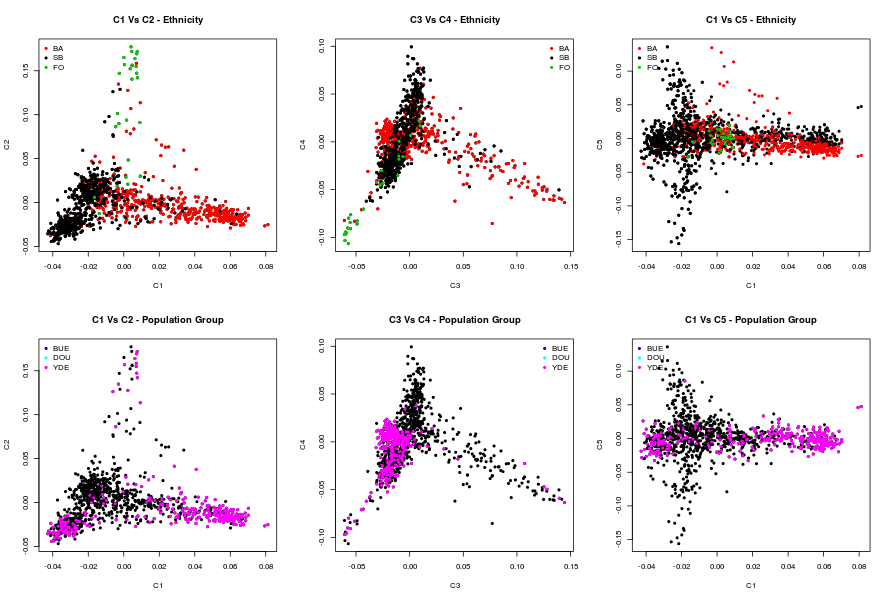 C1 Vs C2 - Ethnicity
BA
SB
FO
0.15
0.10
0.05
0.00
-0.05
C2
-0.04 -0.02 0.00 0.02 0.04 0.06 0.08
C1
C3 Vs C4 - Ethnicity
BA
SB
FO
0.10
0.05
0.00
-0.05
-0.10
C4
-0.05 0.00 0.05 0.10 0.15
C3
C1 Vs C5 - Ethnicity
BA
SB
FO
0.10
0.05
0.00
-0.05
-0.15
C5
-0.04 -0.02 0.00 0.02 0.04 0.06 0.08
C1
C1 Vs C2 - Population Group
BUE
DOU
YDE
0.15
0.10
0.05
0.00
-0.05
C2
-0.04 -0.02 0.00 0.02 0.04 0.06 0.08
C1
C3 Vs C4 - Population Group
BUE
DOU
YDE
0.10
0.05
0.00
-0.05
-0.10
C4
-0.05 0.00 0.05 0.10 0.15
C3
C1 Vs C5 - Population Group
BUE
DOU
YDE
0.10
0.05
0.00
-0.05
-0.15
C5
-0.04 -0.02 0.00 0.02 0.04 0.06 0.08
C1